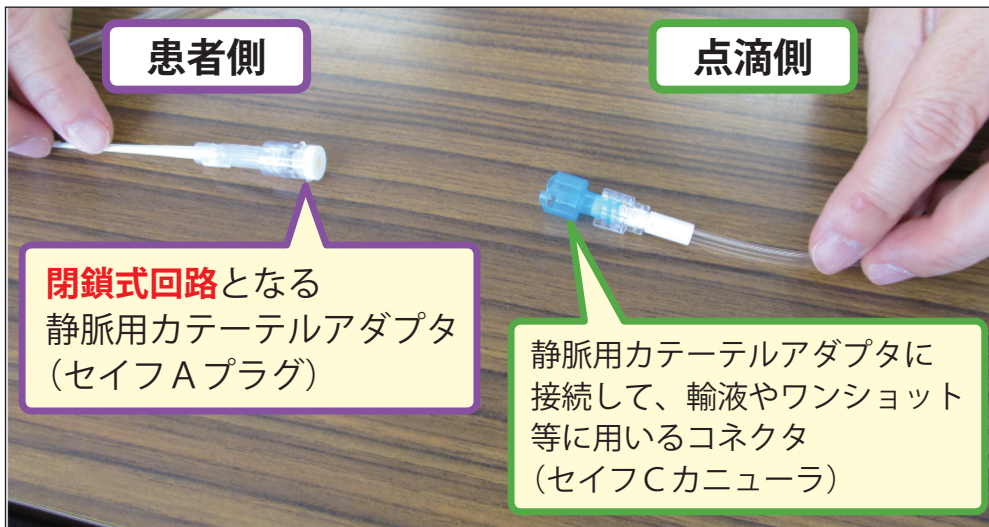 患者側
点滴側
閉鎖式回路となる
静脈用カテーテルアダプタ
（セイフAプラグ）
静脈用カテーテルアダプタに
接続して、輸液やワンショット
等に用いるコネクタ
（セイフCカニューラ）